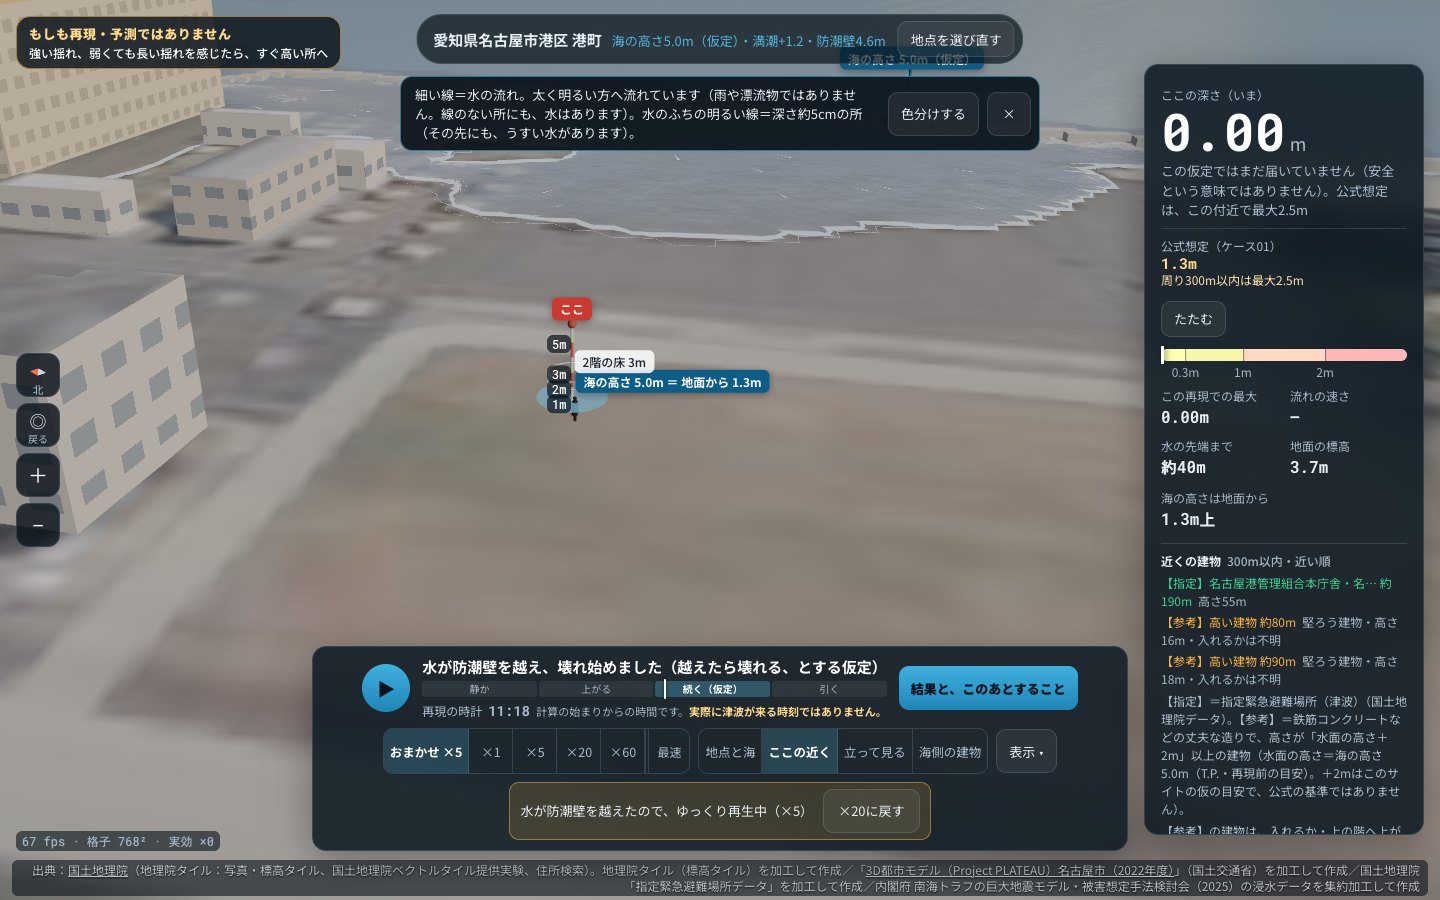 もしも再現・予測ではありません
強い揺れ、弱くても長い揺れを感じたら、すぐ高い所へ
愛知県名古屋市港区 港町 海の高さ5.0m（仮定）・満潮+1.2・防潮壁4.6m 地点を選び直す
海の高さ 5.0m（仮定）
細い線＝水の流れ。太く明るい方へ流れています（雨や漂流物ではありませ
ん。線のない所にも、水はあります）。水のふちの明るい線＝深さ約5cmの所
（その先にも、うすい水があります）。
色分けする ×
ここの深さ（いま）
0.00 m
この仮定ではまだ届いていません（安全
という意味ではありません）。公式想定
は、この付近で最大2.5m
公式想定（ケース01）
1.3m
周り300m以内は最大2.5m
たたむ
0.3m 1m 2m
この再現での最大 流れの速さ
0.00m –
水の先端まで 地面の標高
約40m 3.7m
海の高さは地面から
1.3m上
近くの建物 300m以内・近い順
【指定】名古屋港管理組合本庁舎・名… 約
190m 高さ55m
【参考】高い建物 約80m 堅ろう建物・高さ
16m・入れるかは不明
【参考】高い建物 約90m 堅ろう建物・高さ
18m・入れるかは不明
【指定】＝指定緊急避難場所（津波）（国土地
理院データ）。【参考】＝鉄筋コンクリートな
どの丈夫な造りで、高さが「水面の高さ＋
2m」以上の建物（水面の高さ＝海の高さ
5.0m（T.P.・再現前の目安）。＋2mはこのサ
イトの仮の目安で、公式の基準ではありませ
ん）。
【参考】の建物は、入れるか・上の階へ上が
ここ
5m
2階の床 3m
3m
海の高さ 5.0m ＝ 地面から 1.3m
2m
1m
北
◎
戻る
＋
−
水が防潮壁を越え、壊れ始めました（越えたら壊れる、とする仮定）
静か 上がる 続く（仮定） 引く
結果と、このあとすること
再現の時計 11:18 計算の始まりからの時間です。実際に津波が来る時刻ではありません。
おまかせ ×5 ×1 ×5 ×20 ×60 最速 地点と海 ここの近く 立って見る 海側の建物 表示 ▾
水が防潮壁を越えたので、ゆっくり再生中（×5） ×20に戻す
67 fps · 格子 768² · 実効 ×0
出典：国土地理院（地理院タイル：写真・標高タイル、国土地理院ベクトルタイル提供実験、住所検索）。地理院タイル（標高タイル）を加工して作成／「3D都市モデル（Project PLATEAU）名古屋市（2022年度）」（国土交通省）を加工して作成／国土地理院
「指定緊急避難場所データ」を加工して作成／内閣府 南海トラフの巨大地震モデル・被害想定手法検討会（2025）の浸水データを集約加工して作成